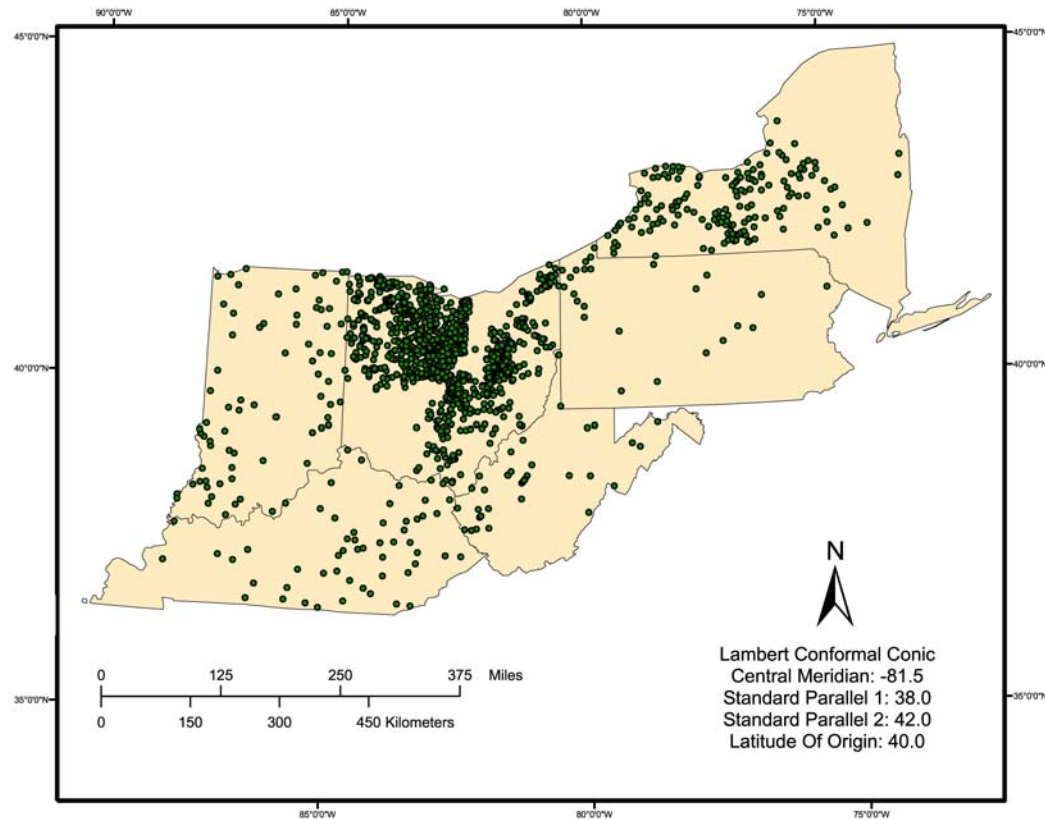 90°0'0"W 85°0'0"W 80°0'0"W 75°0'0"W
45°0'0"N 45°0'0"N
40°0'0"N 40°0'0"N
N
Lambert Conformal Conic
Central Meridian: -81.5
Standard Parallel 1: 38.0
Standard Parallel 2: 42.0
Latitude Of Origin: 40.0
0 125 250 375 Miles
0 150 300 450 Kilometers
35°0'0"N 35°0'0"N
85°0'0"W 80°0'0"W 75°0'0"W